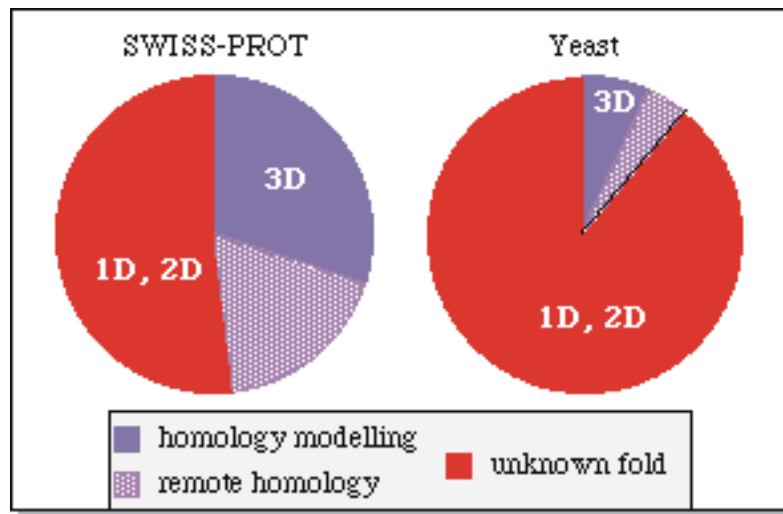 SWISS-PROT
Yeast
3D
1D, 2D
3D
1D, 2D
homology modelling
remote homology
unknown fold